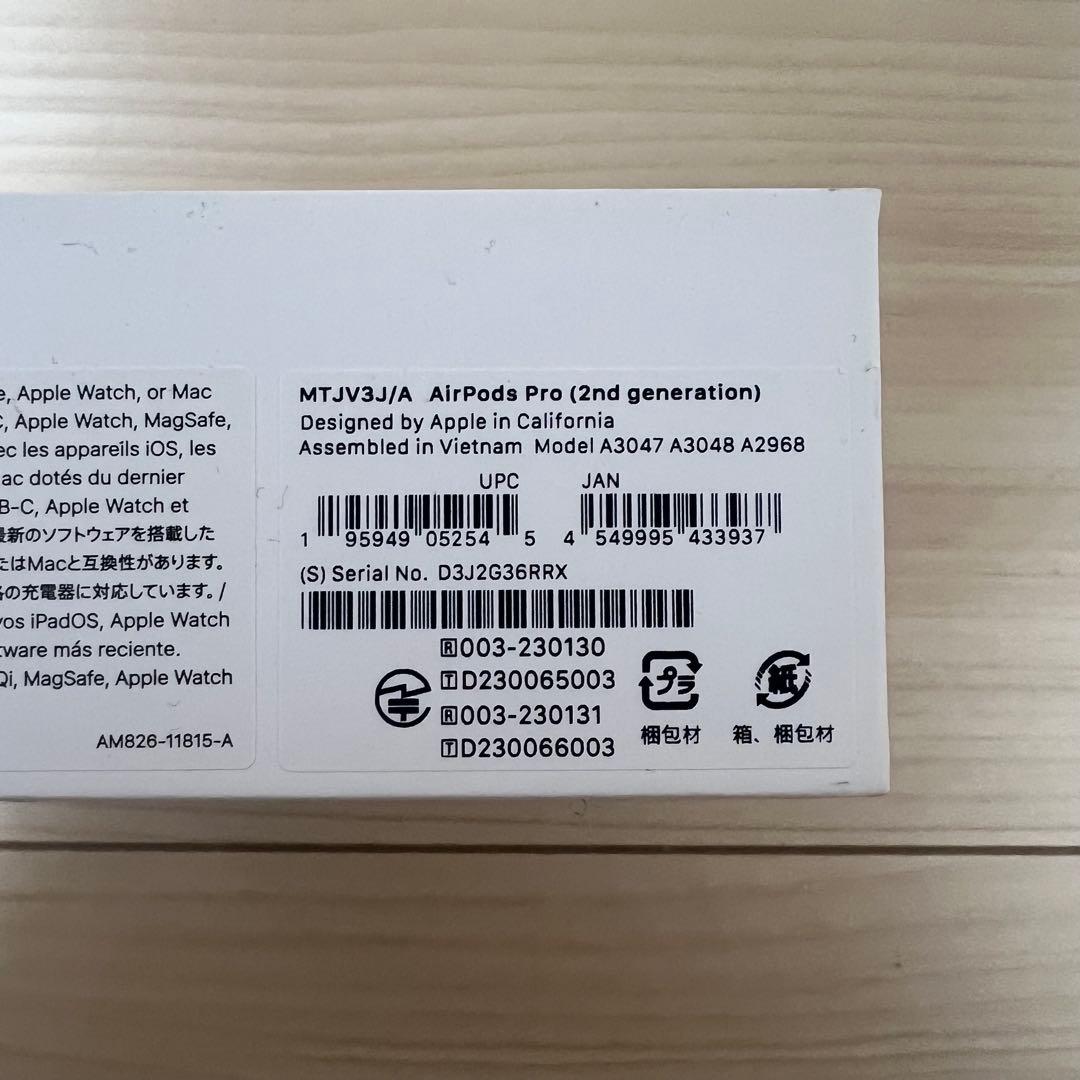 , Apple Watch, or Mac
, Apple Watch, MagSafe,
ec les appareils iOS, les
ac dotés du dernier
B-C, Apple Watch et
最新のソフトウェアを搭載した
たはMacと互換性があります。
の充電器に対応しています。/
vos iPadOS, Apple Watch
tware más reciente.
Qi, MagSafe, Apple Watch
AM826-11815-A
MTJV3J/A AirPods Pro (2nd generation)
Designed by Apple in California
Assembled in Vietnam Model A3047 A3048 A2968
UPC JAN
1 95949 05254 5 4 549995 433937
(S) Serial No. D3J2G36RRX
R 003-230130
T D230065003
R 003-231131
T D230066003
プラ
梱包材
紙
箱、梱包材